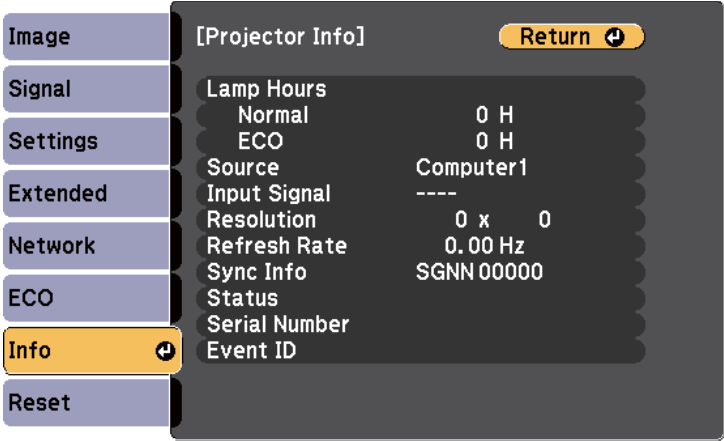 Image
Signal
Settings
Extended
Network
ECO
Info
Reset
[Projector Info]
Return
Lamp Hours
Normal 0 H
ECO 0 H
Source Computer1
Input Signal ----
Resolution 0 x 0
Refresh Rate 0.00 Hz
Sync Info SGNN 00000
Status
Serial Number
Event ID